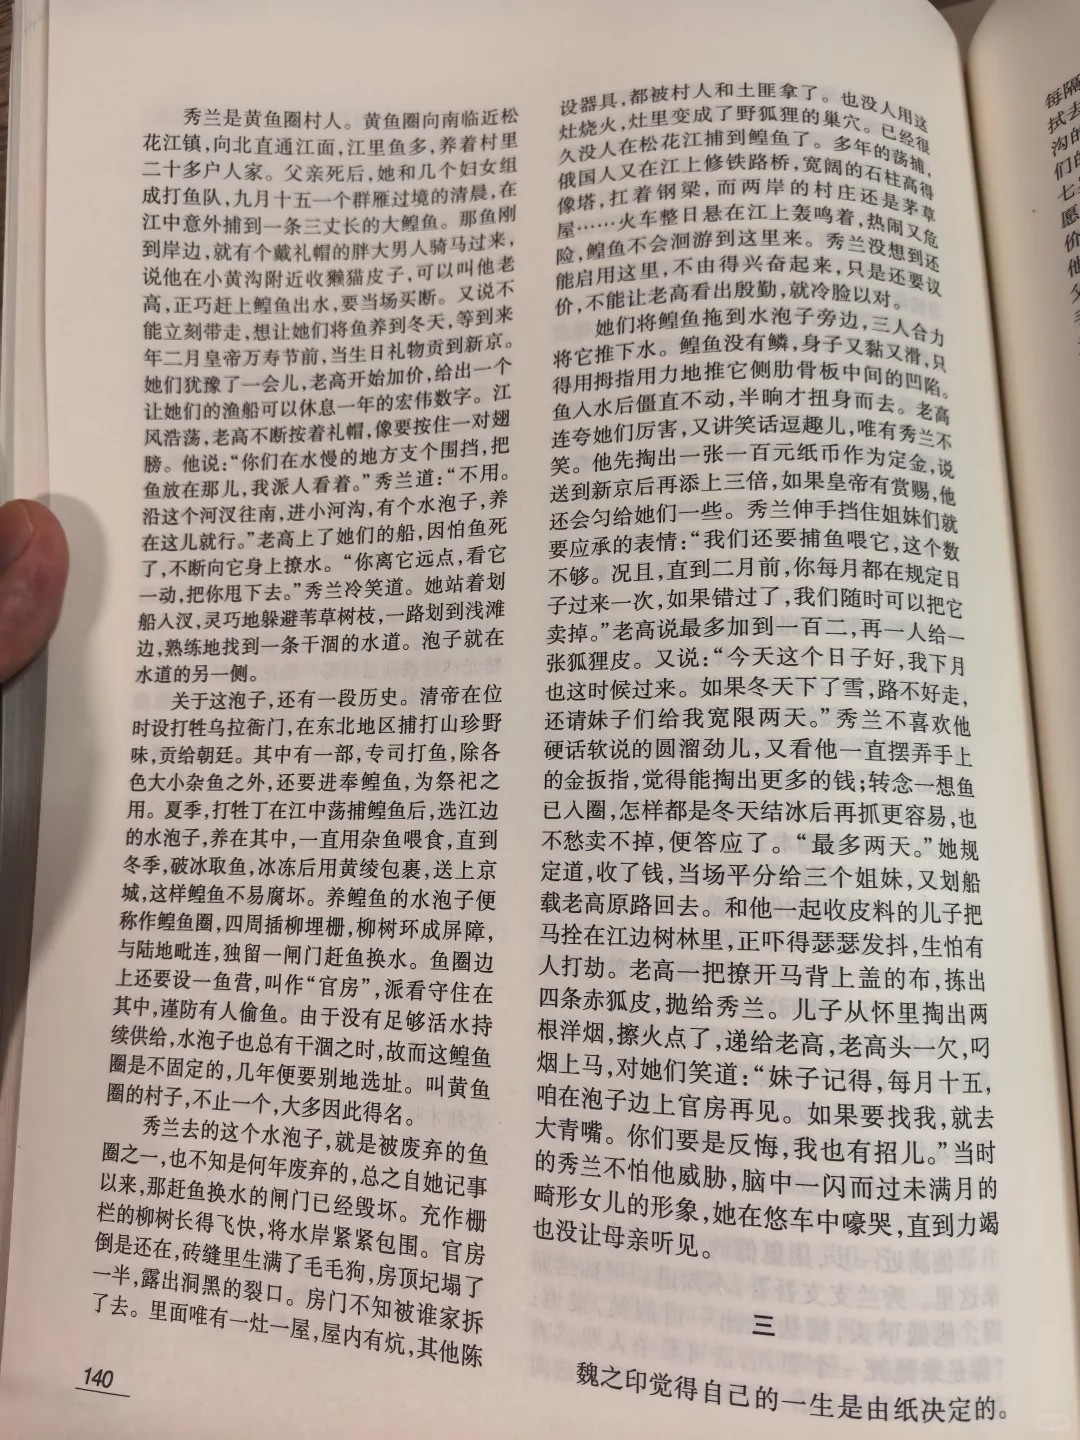 秀兰是黄鱼圈村人。黄鱼圈向南临近松
花江镇,向北直通江面,江里鱼多,养着村里
二十多户人家。父亲死后,她和几个妇女组
成打鱼队,九月十五一个群雁过境的清晨,在
江中意外捕到一条三丈长的大鳇鱼。那鱼刚
到岸边,就有个戴礼帽的胖大男人骑马过来,
说他在小黄沟附近收獭猫皮子,可以叫他老
高,正巧赶上鳇鱼出水,要当场买断。又说不
能立刻带走,想让她们将鱼养到冬天,等到来
年二月皇帝万寿节前,当生日礼物贡到新京。
她们犹豫了一会儿,老高开始加价,给出一个
让她们的渔船可以休息一年的宏伟数字。江
风浩荡,老高不断按着礼帽,像要按住一对翅
膀。他说:“你们在水慢的地方支个围挡,把
鱼放在那儿,我派人看着。”秀兰道:“不用。
沿这个河汊往南,进小河沟,有个水泡子,养
在这儿就行。”老高上了她们的船,因怕鱼死
了,不断向它身上撩水。“你离它远点,看它
一动,把你甩下去。”秀兰冷笑道。她站着划
船入汊,灵巧地躲避苇草树枝,一路划到浅滩
边,熟练地找到一条干涸的水道。泡子就在
水道的另一侧。
关于这泡子,还有一段历史。清帝在位
时设打牲乌拉衙门,在东北地区捕打山珍野
味,贡给朝廷。其中有一部,专司打鱼,除各
色大小杂鱼之外,还要进奉鳇鱼,为祭祀之
用。夏季,打牲丁在江中荡捕鳇鱼后,选江边
的水泡子,养在其中,一直用杂鱼喂食,直到
冬季,破冰取鱼,冰冻后用黄绫包裹,送上京
城,这样鳇鱼不易腐坏。养鳇鱼的水泡子便
称作鳇鱼圈,四周插柳埋栅,柳树环成屏障,
与陆地毗连,独留一闸门赶鱼换水。鱼圈边
上还要设一鱼营,叫作“官房”,派看守住在
其中,谨防有人偷鱼。由于没有足够活水持
续供给,水泡子也总有干涸之时,故而这鳇鱼
圈是不固定的,几年便要别地选址。叫黄鱼
圈的村子,不止一个,大多因此得名。
秀兰去的这个水泡子,就是被废弃的鱼
圈之一,也不知是何年废弃的,总之自她记事
以来,那赶鱼换水的闸门已经毁坏。充作栅
栏的柳树长得飞快,将水岸紧紧包围。官房
倒是还在,砖缝里生满了毛毛狗,房顶圮塌了
一半,露出洞黑的裂口。房门不知被谁家拆
了去。里面唯有一灶一屋,屋内有炕,其他陈
140
设器具,都被村人和土匪拿了。也没人用这
灶烧火,灶里变成了野狐狸的巢穴。已经很
久没人在松花江捕到鳇鱼了。多年的荡捕,
俄国人又在江上修铁路桥,宽阔的石柱高得
像塔,扛着钢梁,而两岸的村庄还是茅草
屋……火车整日悬在江上轰鸣着,热闹又危
险,鳇鱼不会洄游到这里来。秀兰没想到还
能启用这里,不由得兴奋起来,只是还要议
价,不能让老高看出殷勤,就冷脸以对。
她们将鳇鱼拖到水泡子旁边,三人合力
将它推下水。鳇鱼没有鳞,身子又黏又滑,只
得用拇指用力地推它侧肋骨板中间的凹陷。
鱼入水后僵直不动,半晌才扭身而去。老高
连夸她们厉害,又讲笑话逗趣儿,唯有秀兰不
笑。他先掏出一张一百元纸币作为定金,说
送到新京后再添上三倍,如果皇帝有赏赐,他
还会匀给她们一些。秀兰伸手挡住姐妹们就
要应承的表情:“我们还要捕鱼喂它,这个数
不够。况且,直到二月前,你每月都在规定日
子过来一次,如果错过了,我们随时可以把它
卖掉。”老高说最多加到一百二,再一人给一
张狐狸皮。又说:“今天这个日子好,我下月
也这时候过来。如果冬天下了雪,路不好走,
还请妹子们给我宽限两天。”秀兰不喜欢他
硬话软说的圆溜劲儿,又看他一直摆弄手上
的金扳指,觉得能掏出更多的钱;转念一想鱼
已入圈,怎样都是冬天结冰后再抓更容易,也
不愁卖不掉,便答应了。“最多两天。”她规
定道,收了钱,当场平分给三个姐妹,又划船
载老高原路回去。和他一起收皮料的儿子把
马拴在江边树林里,正吓得瑟瑟发抖,生怕有
人打劫。老高一把撩开马背上盖的布,拣出
四条赤狐皮,抛给秀兰。儿子从怀里掏出两
根洋烟,擦火点了,递给老高,老高头一欠,叼
烟上马,对她们笑道:“妹子记得,每月十五,
咱在泡子边上官房再见。如果要找我,就去
大青嘴。你们要是反悔,我也有招儿。”当时
的秀兰不怕他威胁,脑中一闪而过未满月的
畸形女儿的形象,她在悠车中嚎哭,直到力竭
也没让母亲听见。
三
魏之印觉得自己的一生是由纸决定的。
每隔
拭去
沟的
们的
七
愿
价
他